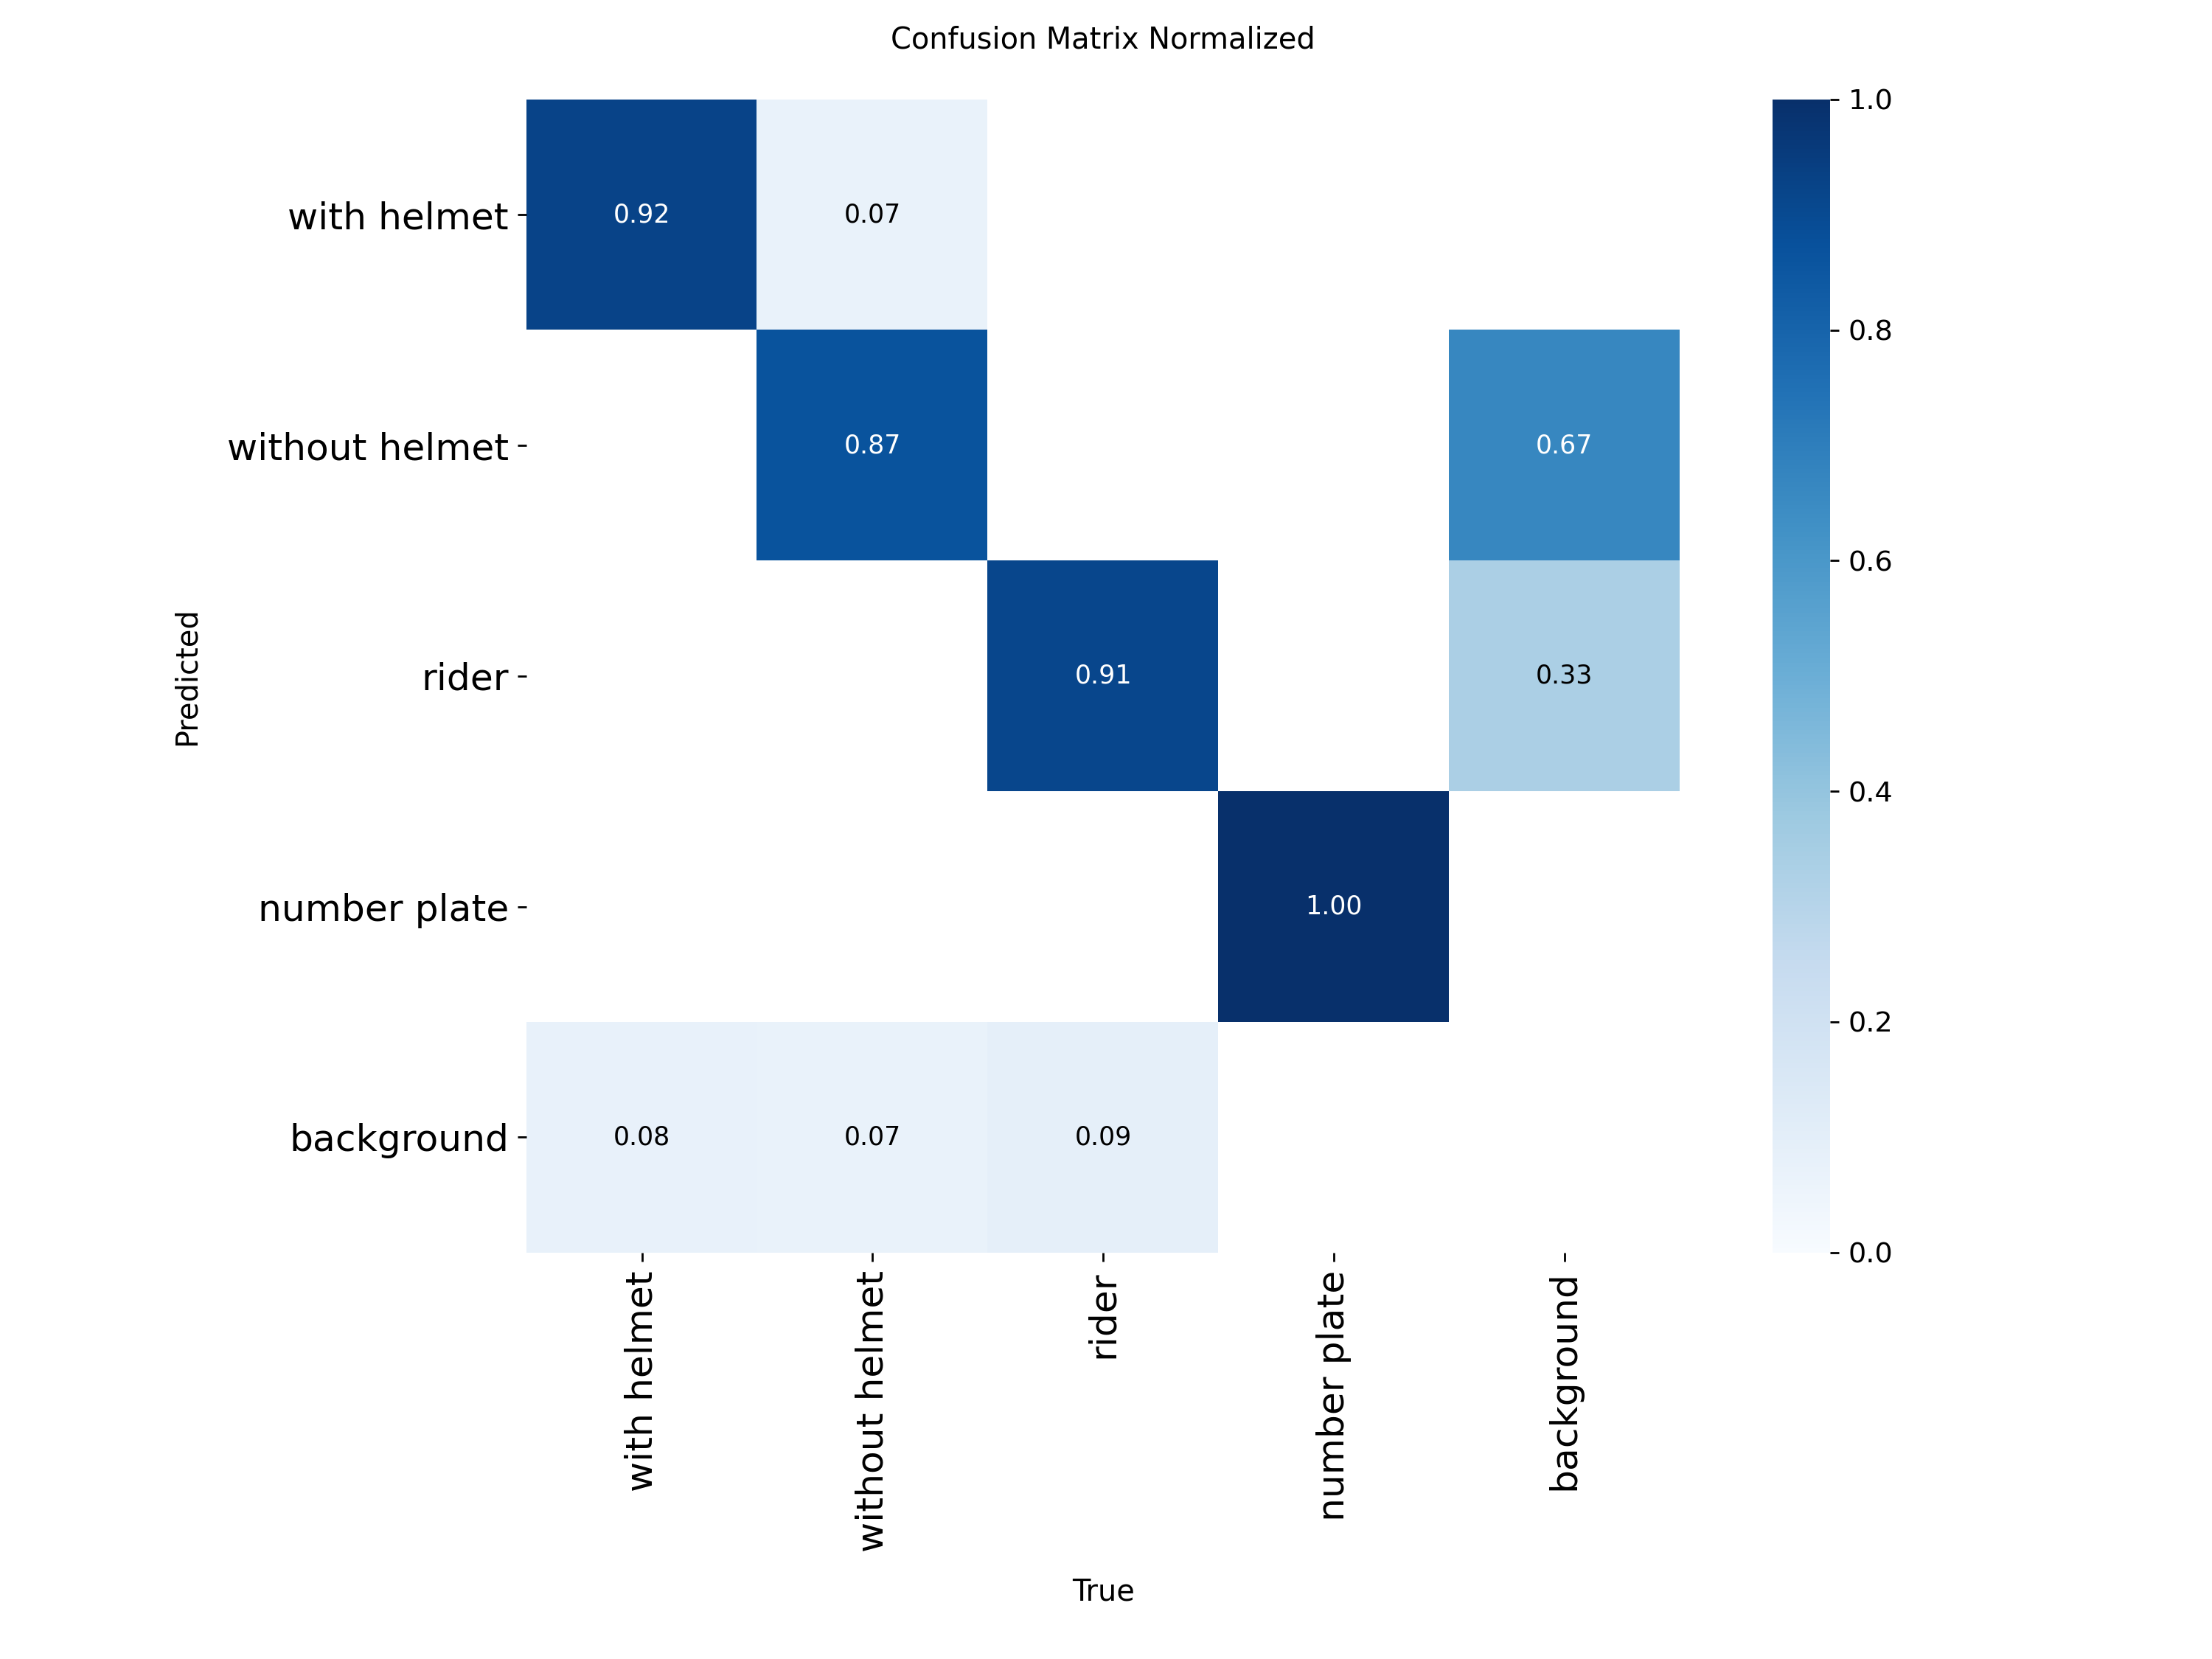 Confusion Matrix Normalized
with helmet
0.92
0.07
without helmet
0.87
0.67
rider
0.91
0.33
number plate
1.00
background
0.08
0.07
0.09
Predicted
with helmet
without helmet
rider
number plate
background
True
1.0
0.8
0.6
0.4
0.2
0.0